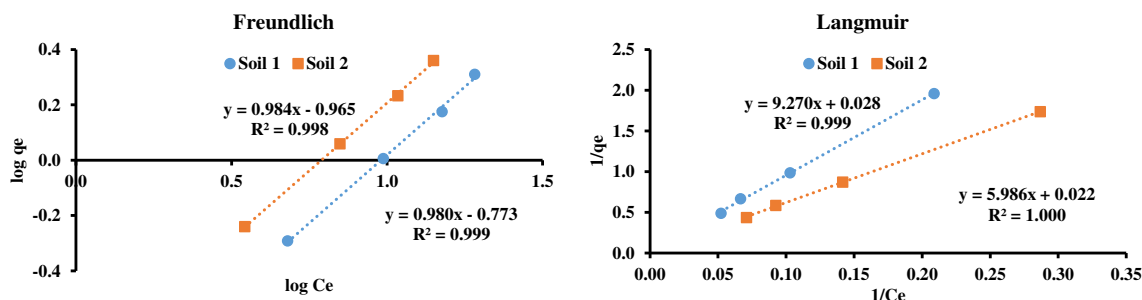 Freundlich
Soil 1 Soil 2
y = 0.984x - 0.965
R² = 0.998
y = 0.980x - 0.773
R² = 0.999
0.4
0.2
0.0
-0.2
-0.4
0.0 0.5 1.0 1.5
log qe
log Ce
Langmuir
Soil 1 Soil 2
y = 9.270x + 0.028
R² = 0.999
y = 5.986x + 0.022
R² = 1.000
2.5
2.0
1.5
1.0
0.5
0.0
0.00 0.05 0.10 0.15 0.20 0.25 0.30 0.35
1/qe
1/Ce